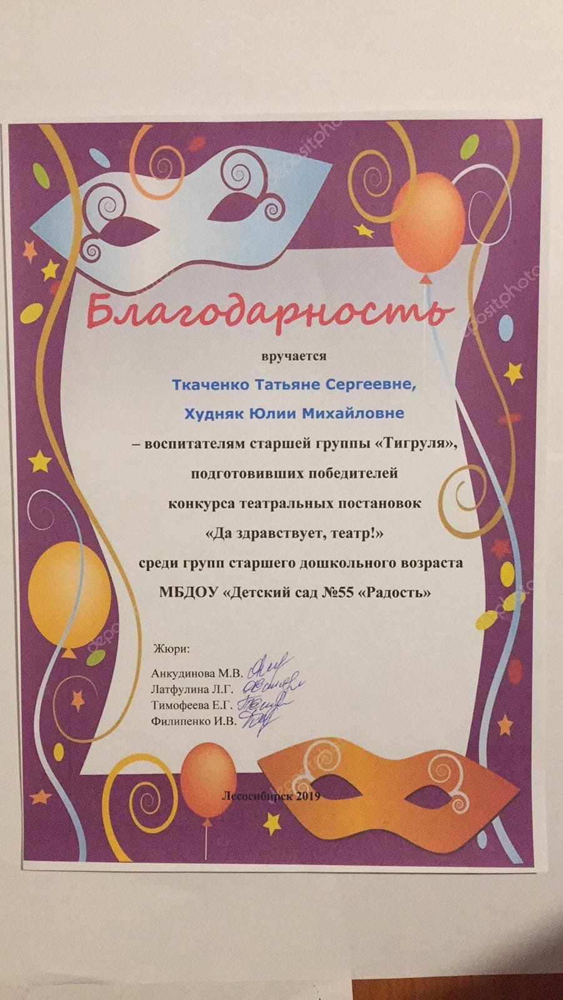 Благодарность
вручается
Ткаченко Татьяне Сергеевне,
Худняк Юлии Михайловне
– воспитателям старшей группы «Тигруля»,
подготовивших победителей
конкурса театральных постановок
«Да здравствует, театр!»
среди групп старшего дошкольного возраста
МБДОУ «Детский сад №55 «Радость»
Жюри:
Анкудинова М.В.
Латфулина Л.Г.
Тимофеева Е.Г.
Филипенко И.В.
Лесосибирск 2019